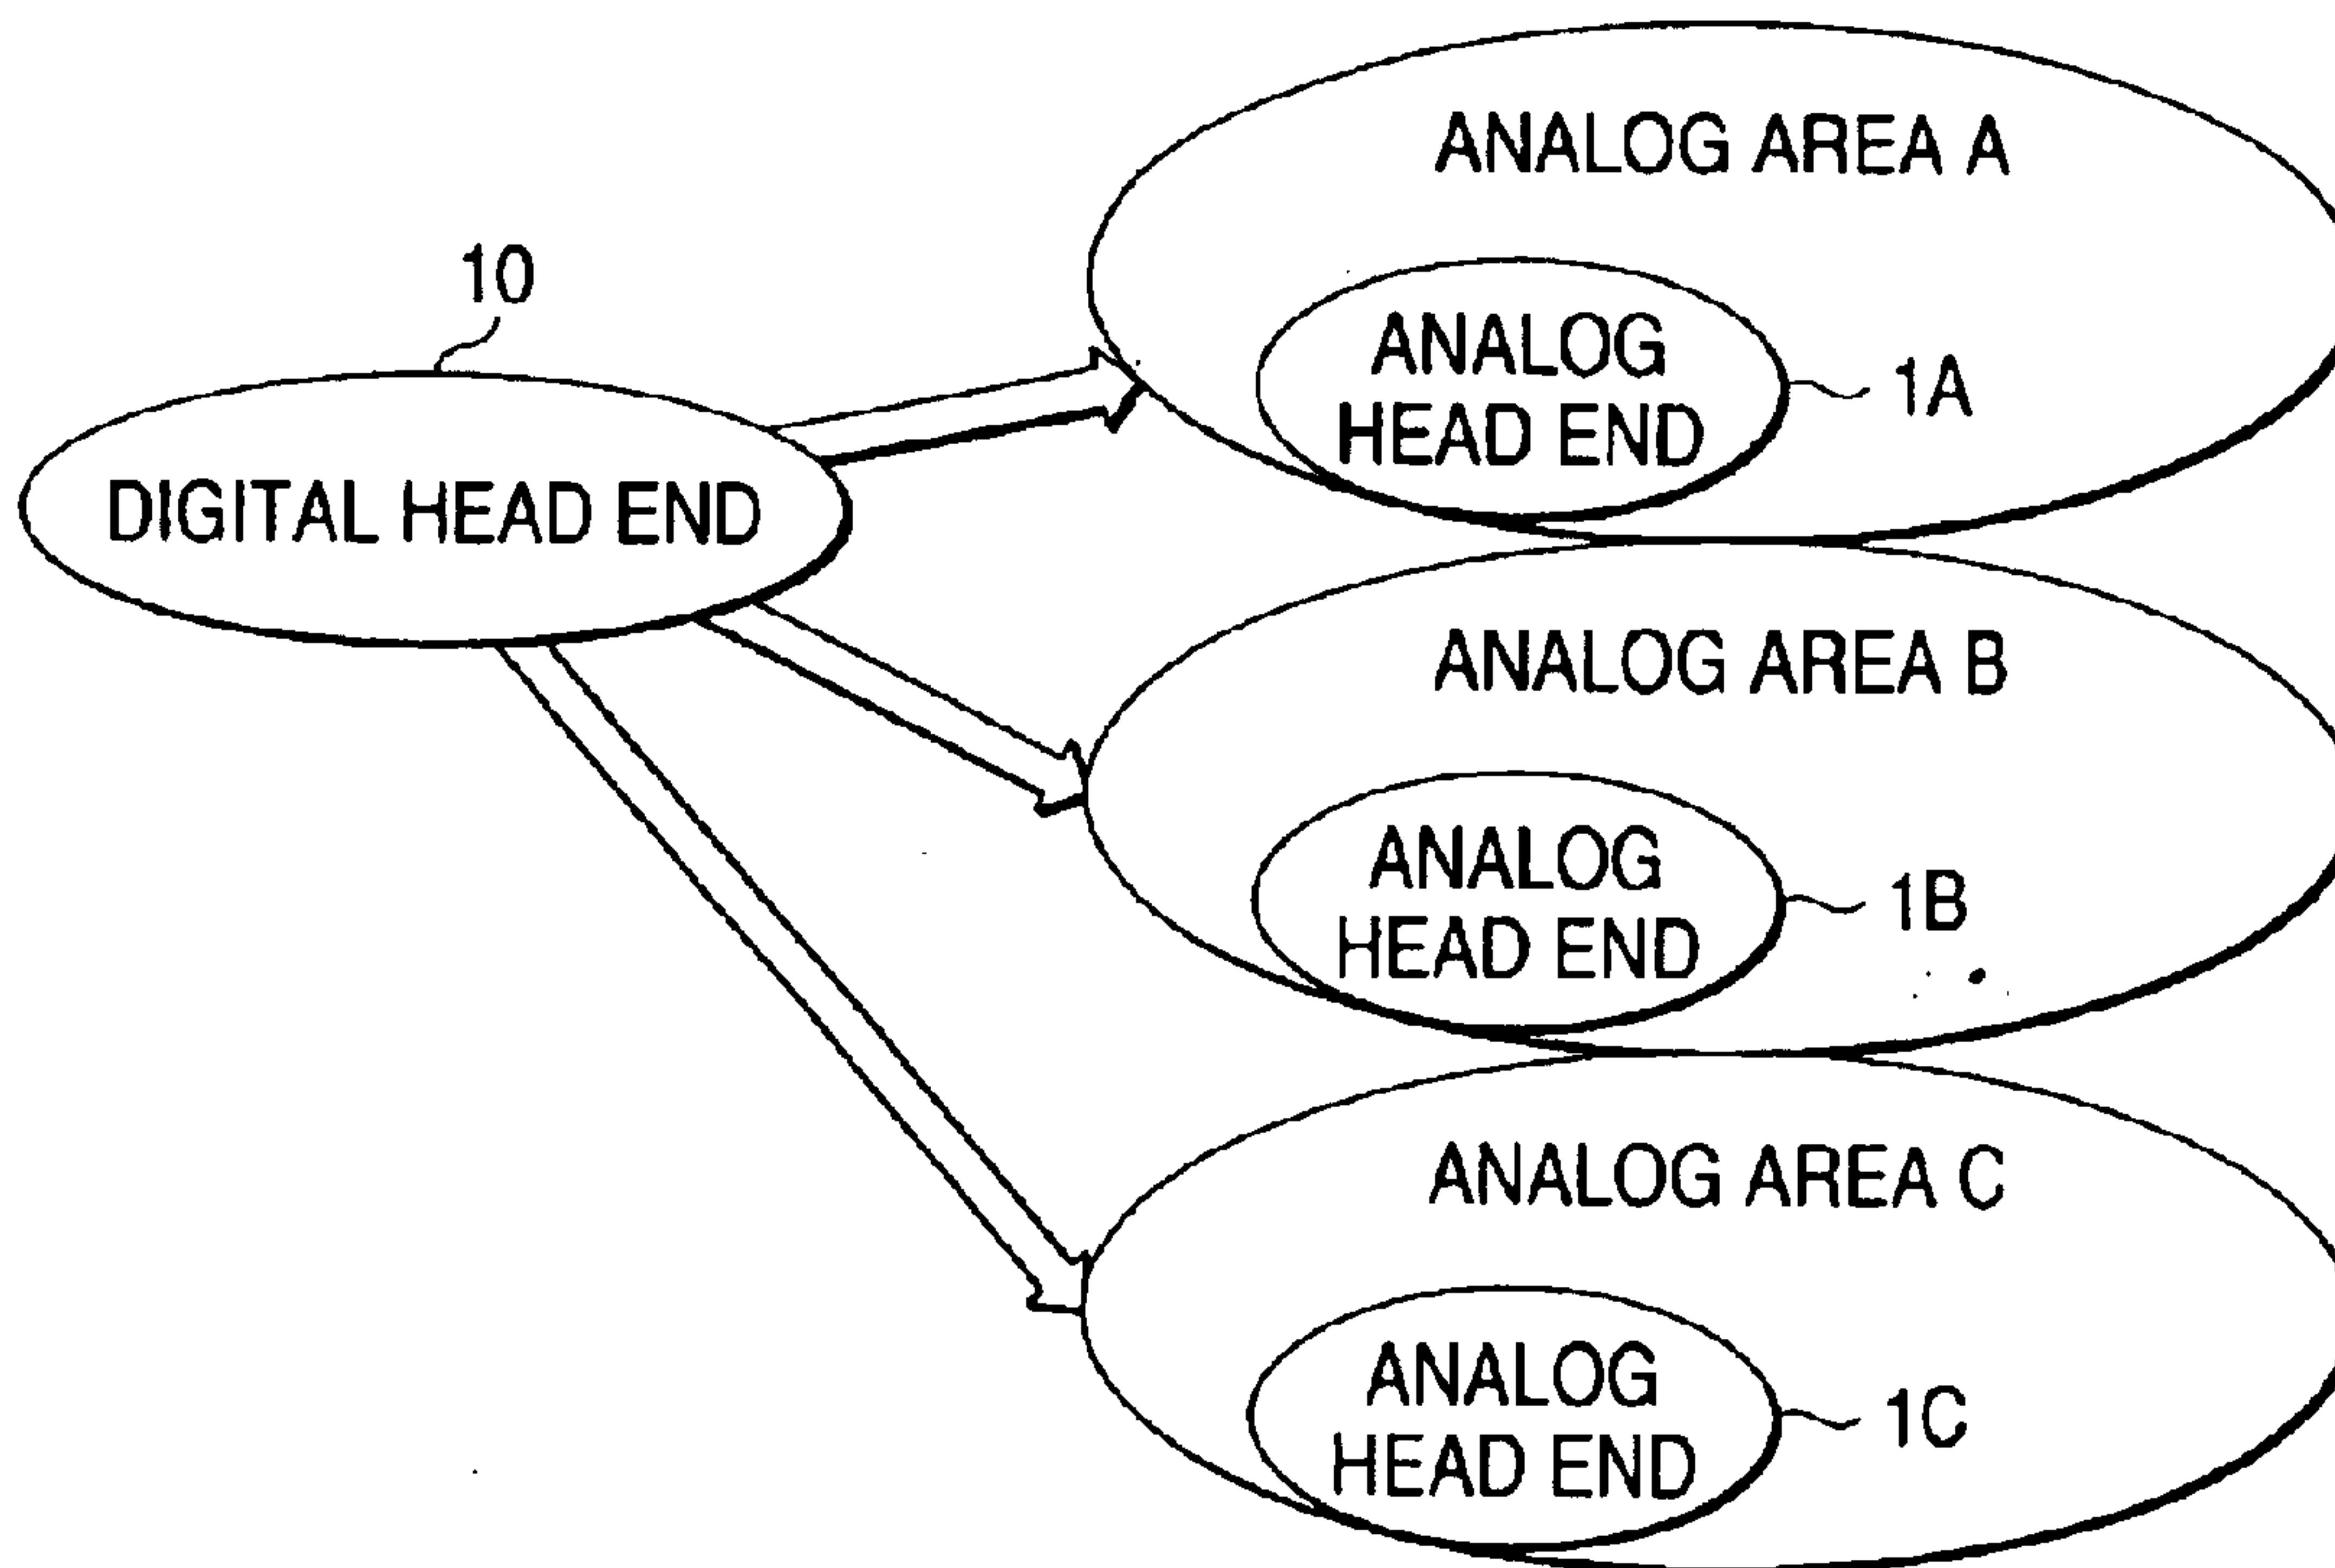 10
DIGITAL HEAD END
ANALOG AREA A
ANALOG
HEAD END
1A
ANALOG AREA B
ANALOG
HEAD END
1B
ANALOG AREA C
ANALOG
HEAD END
1C